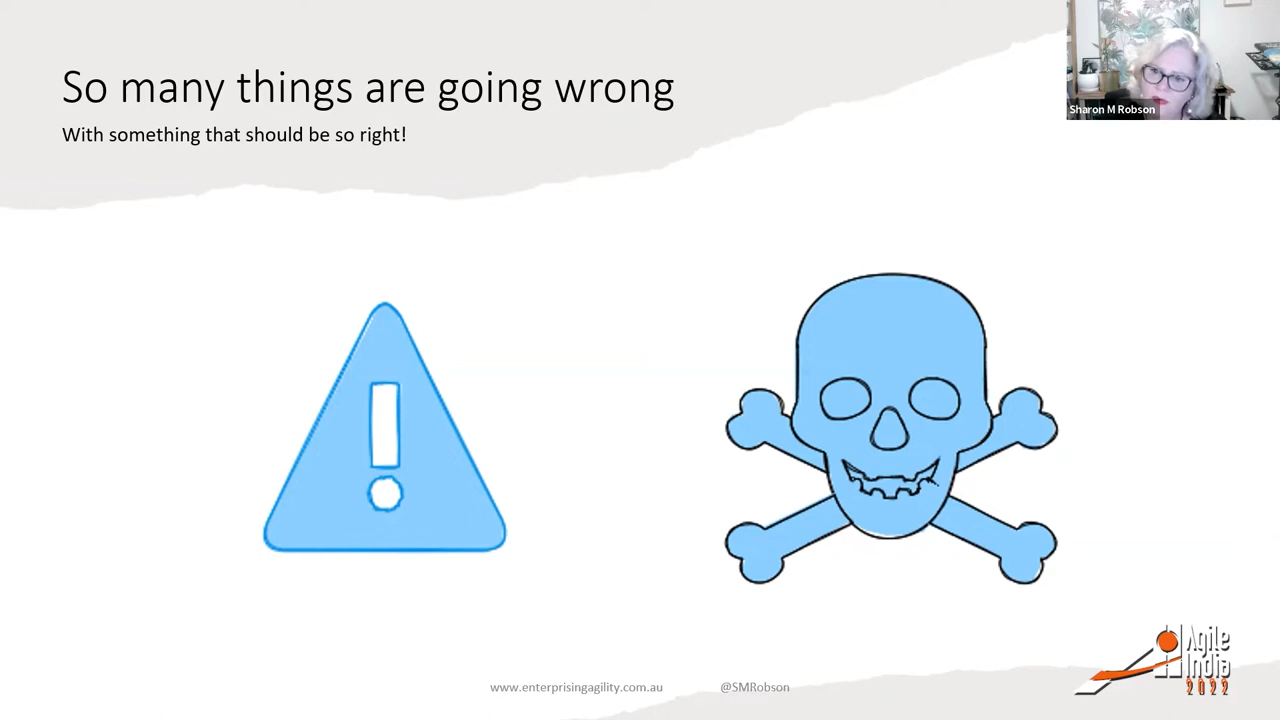 So many things are going wrong
With something that should be so right!
Sharon M Robson
www.enterprisingagility.com.au
@SMRobson
Agile
India
2022